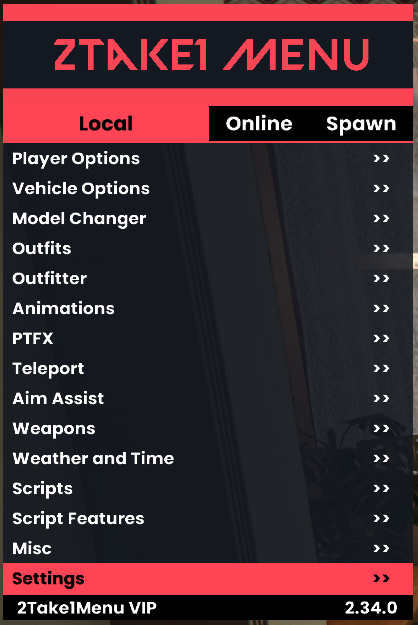 2TAKE1 MENU
Local Online Spawn
Player Options >>
Vehicle Options >>
Model Changer >>
Outfits >>
Outfitter >>
Animations >>
PTFX >>
Teleport >>
Aim Assist >>
Weapons >>
Weather and Time >>
Scripts >>
Script Features >>
Misc >>
Settings >>
2Take1Menu VIP 2.34.0